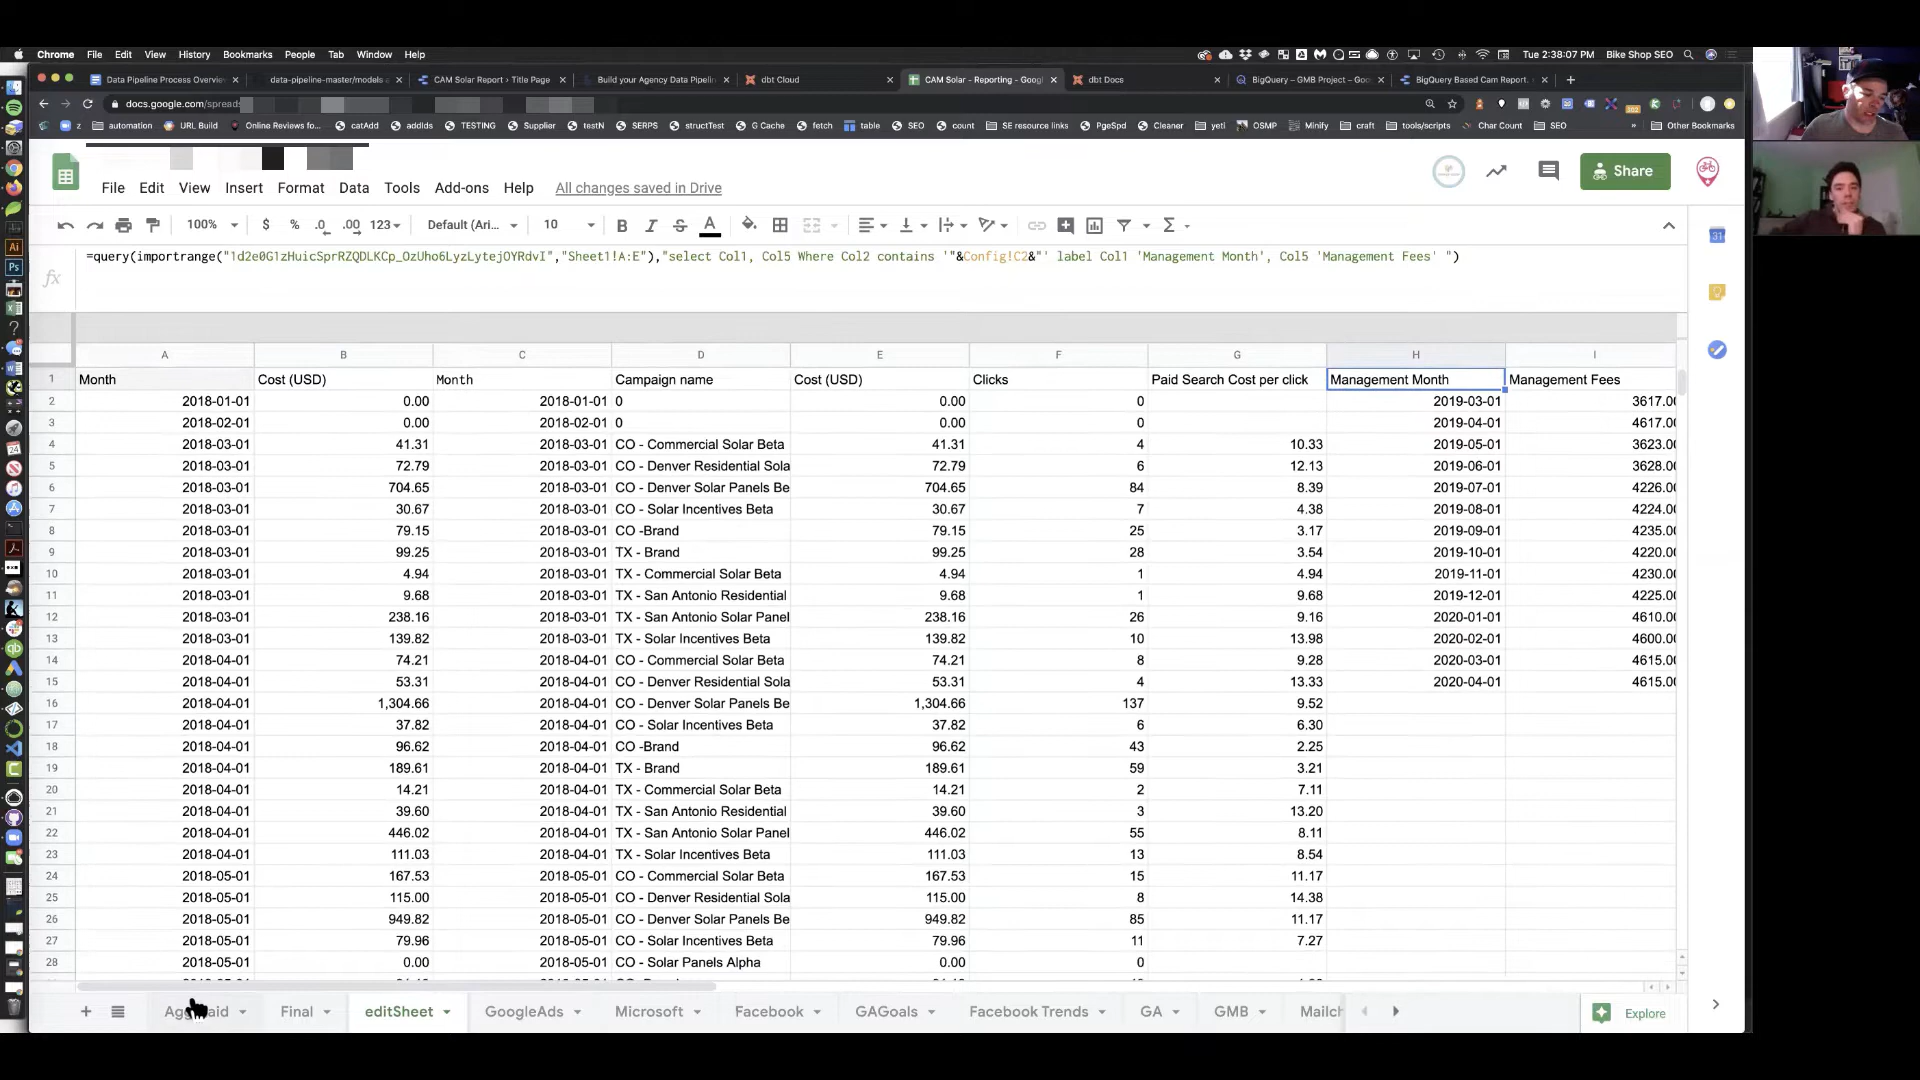 Chrome File Edit View History Bookmarks People Tab Window Help Tue 2:38:07 PM Bike Shop SEO
Data Pipeline Process Overvie data-pipeline-master/models CAM Solar Report › Title Page Build your Agency Data Pipelin dbt Cloud CAM Solar - Reporting - Googl dbt Docs BigQuery – GMB Project – Goo BigQuery Based Cam Report.
docs.google.com/spreads
z automation URL Build Online Reviews fo... catAdd addIds TESTING Supplier testN SERPS structTest G Cache fetch table SEO count SE resource links PgeSpd Cleaner yeti OSMP Minify craft tools/scripts Char Count SEO » Other Bookmarks
File Edit View Insert Format Data Tools Add-ons Help All changes saved in Drive Share
100% $ % .0 .00 123 Default (Ari... 10 B I S A
=query(importrange("1d2e0G1zHuicSprRZQDLKCp_OzUho6LyzLytejOYRdvI","Sheet1!A:E"),"select Col1, Col5 Where Col2 contains '"&Config!C2&"' label Col1 'Management Month', Col5 'Management Fees' ")
fx
A B C D E F G H I
1 Month Cost (USD) Month Campaign name Cost (USD) Clicks Paid Search Cost per click Management Month Management Fees
2 2018-01-01 0.00 2018-01-01 0 0.00 0 2019-03-01 3617.00
3 2018-02-01 0.00 2018-02-01 0 0.00 0 2019-04-01 4617.00
4 2018-03-01 41.31 2018-03-01 CO - Commercial Solar Beta 41.31 4 10.33 2019-05-01 3623.00
5 2018-03-01 72.79 2018-03-01 CO - Denver Residential Sola 72.79 6 12.13 2019-06-01 3628.00
6 2018-03-01 704.65 2018-03-01 CO - Denver Solar Panels Be 704.65 84 8.39 2019-07-01 4226.00
7 2018-03-01 30.67 2018-03-01 CO - Solar Incentives Beta 30.67 7 4.38 2019-08-01 4224.00
8 2018-03-01 79.15 2018-03-01 CO -Brand 79.15 25 3.17 2019-09-01 4235.00
9 2018-03-01 99.25 2018-03-01 TX - Brand 99.25 28 3.54 2019-10-01 4220.00
10 2018-03-01 4.94 2018-03-01 TX - Commercial Solar Beta 4.94 1 4.94 2019-11-01 4230.00
11 2018-03-01 9.68 2018-03-01 TX - San Antonio Residential 9.68 1 9.68 2019-12-01 4225.00
12 2018-03-01 238.16 2018-03-01 TX - San Antonio Solar Panel 238.16 26 9.16 2020-01-01 4610.00
13 2018-03-01 139.82 2018-03-01 TX - Solar Incentives Beta 139.82 10 13.98 2020-02-01 4600.00
14 2018-04-01 74.21 2018-04-01 CO - Commercial Solar Beta 74.21 8 9.28 2020-03-01 4615.00
15 2018-04-01 53.31 2018-04-01 CO - Denver Residential Sola 53.31 4 13.33 2020-04-01 4615.00
16 2018-04-01 1,304.66 2018-04-01 CO - Denver Solar Panels Be 1,304.66 137 9.52
17 2018-04-01 37.82 2018-04-01 CO - Solar Incentives Beta 37.82 6 6.30
18 2018-04-01 96.62 2018-04-01 CO -Brand 96.62 43 2.25
19 2018-04-01 189.61 2018-04-01 TX - Brand 189.61 59 3.21
20 2018-04-01 14.21 2018-04-01 TX - Commercial Solar Beta 14.21 2 7.11
21 2018-04-01 39.60 2018-04-01 TX - San Antonio Residential 39.60 3 13.20
22 2018-04-01 446.02 2018-04-01 TX - San Antonio Solar Panel 446.02 55 8.11
23 2018-04-01 111.03 2018-04-01 TX - Solar Incentives Beta 111.03 13 8.54
24 2018-05-01 167.53 2018-05-01 CO - Commercial Solar Beta 167.53 15 11.17
25 2018-05-01 115.00 2018-05-01 CO - Denver Residential Sola 115.00 8 14.38
26 2018-05-01 949.82 2018-05-01 CO - Denver Solar Panels Be 949.82 85 11.17
27 2018-05-01 79.96 2018-05-01 CO - Solar Incentives Beta 79.96 11 7.27
28 2018-05-01 0.00 2018-05-01 CO - Solar Panels Alpha 0.00 0
Final editSheet GoogleAds Microsoft Facebook GAGoals Facebook Trends GA GMB Mailch Explore